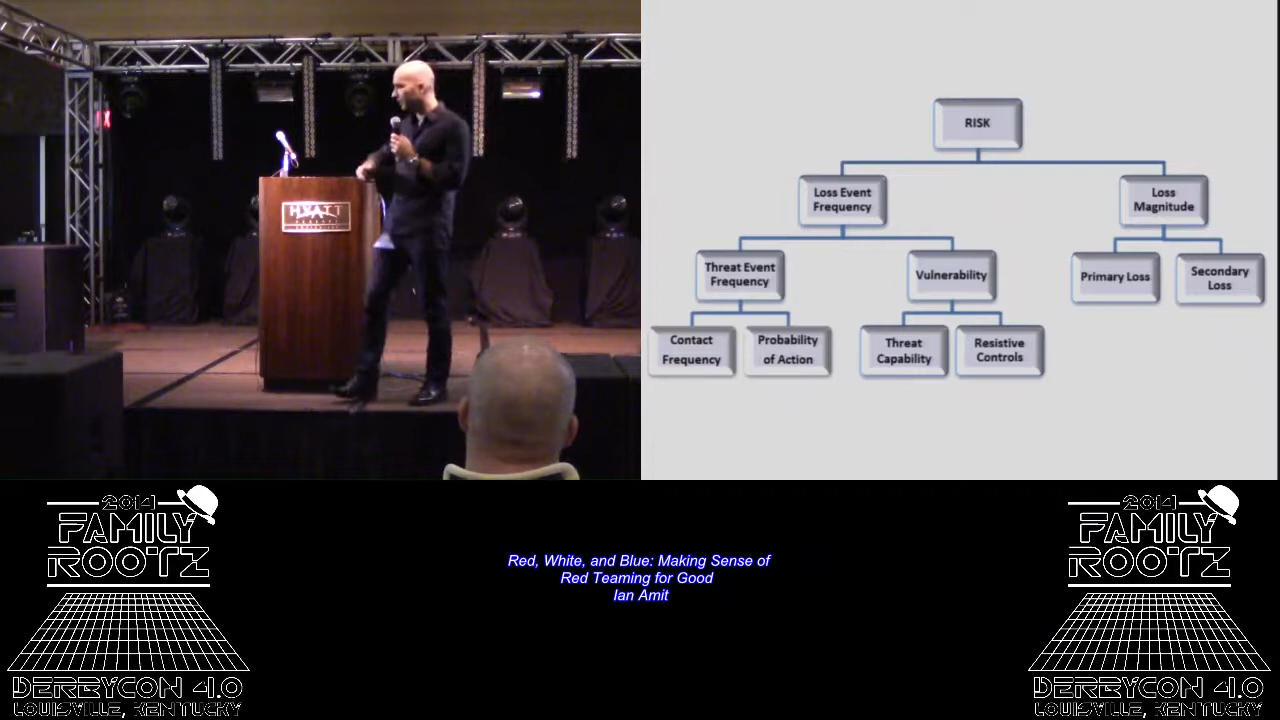 HYATT
RISK
Loss Event
Frequency
Loss
Magnitude
Threat Event
Frequency
Vulnerability
Primary Loss
Secondary
Loss
Contact
Frequency
Probability
of Action
Threat
Capability
Resistive
Controls
2014
FAMILY
ROOTZ
DERBYCON 4.0
LOUISVILLE, KENTUCKY
Red, White, and Blue: Making Sense of
Red Teaming for Good
Ian Amit
2014
FAMILY
ROOTZ
DERBYCON 4.0
LOUISVILLE, KENTUCKY